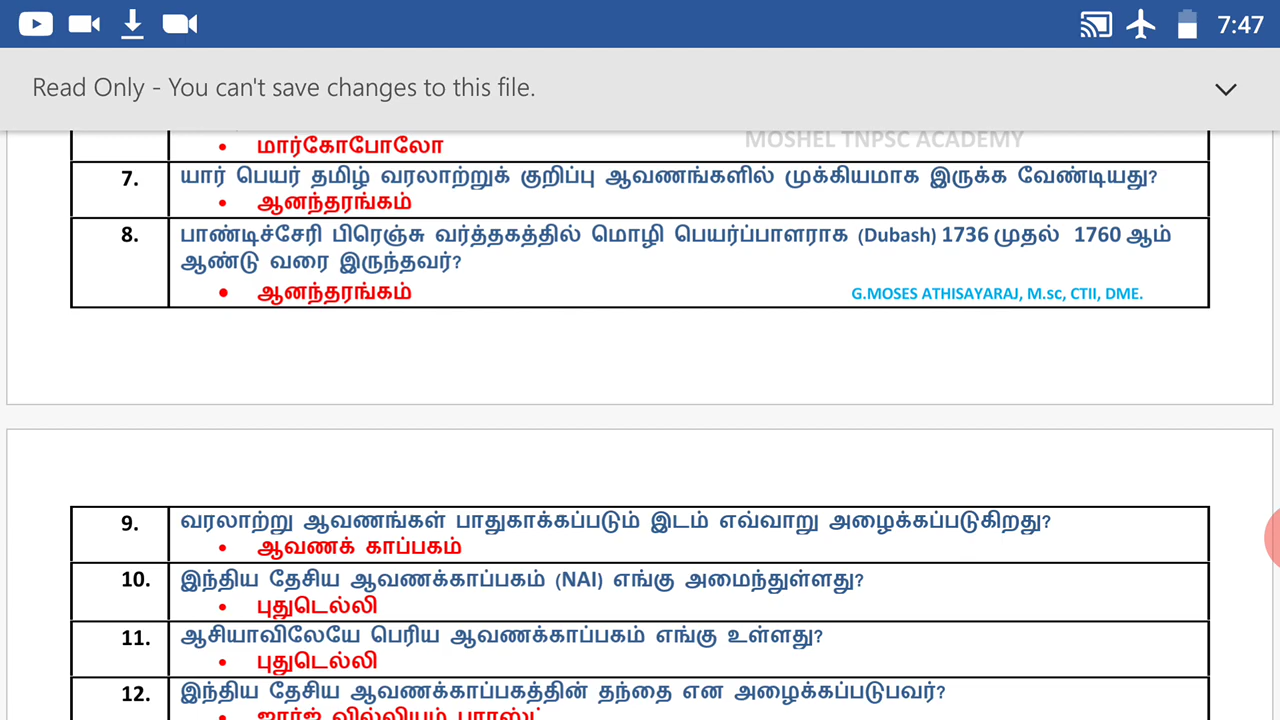 7:47
Read Only - You can't save changes to this file.
• மார்கோபோலோ
MOSHEL TNPSC ACADEMY
7. யார் பெயர் தமிழ் வரலாற்றுக் குறிப்பு ஆவணங்களில் முக்கியமாக இருக்க வேண்டியது?
• ஆனந்தரங்கம்
8. பாண்டிச்சேரி பிரெஞ்சு வர்த்தகத்தில் மொழி பெயர்ப்பாளராக (Dubash) 1736 முதல் 1760 ஆம்
ஆண்டு வரை இருந்தவர்?
• ஆனந்தரங்கம்
G.MOSES ATHISAYARAJ, M.sc, CTII, DME.
9. வரலாற்று ஆவணங்கள் பாதுகாக்கப்படும் இடம் எவ்வாறு அழைக்கப்படுகிறது?
• ஆவணக் காப்பகம்
10. இந்திய தேசிய ஆவணக்காப்பகம் (NAI) எங்கு அமைந்துள்ளது?
• புதுடெல்லி
11. ஆசியாவிலேயே பெரிய ஆவணக்காப்பகம் எங்கு உள்ளது?
• புதுடெல்லி
12. இந்திய தேசிய ஆவணக்காப்பகத்தின் தந்தை என அழைக்கப்படுபவர்?
• ஜார்ஜ் வில்லியம் பாரஸ்ட்